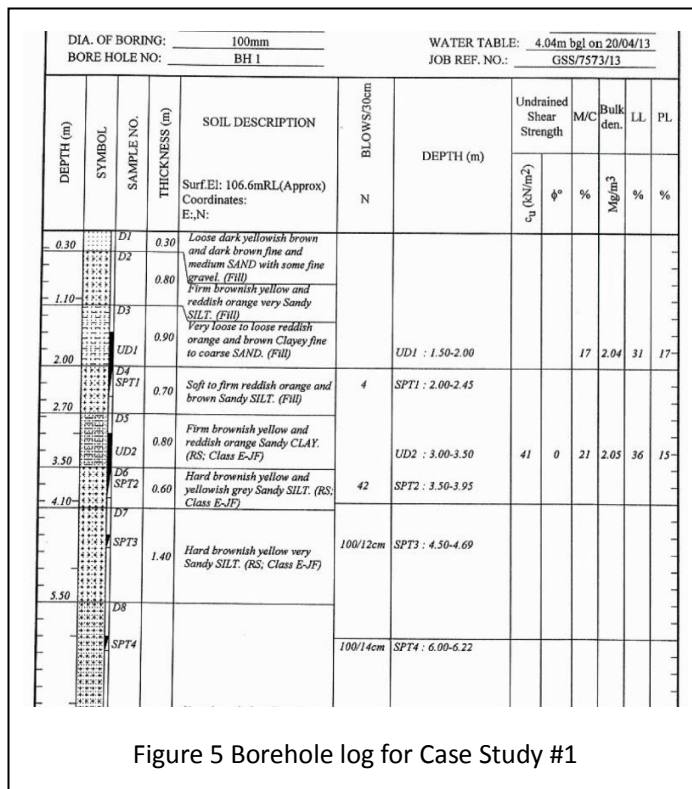 DIA. OF BORING: 100mm WATER TABLE: 4.04m bgl on 20/04/13
BORE HOLE NO: BH 1 JOB REF. NO.: GSS/7573/13
DEPTH (m)
SYMBOL
SAMPLE NO.
THICKNESS (m)
SOIL DESCRIPTION
Surf.El: 106.6mRL(Approx)
Coordinates:
E:,N:
BLOWS/30cm
N
DEPTH (m)
Undrained
Shear
Strength
cu (kN/m²)
φ°
M/C
%
Bulk
den.
Mg/m³
LL
%
PL
%
0.30
D1
0.30
Loose dark yellowish brown
and dark brown fine and
medium SAND with some fine
gravel. (Fill)
D2
0.80
1.10
Firm brownish yellow and
reddish orange very Sandy
SILT. (Fill)
D3
0.90
Very loose to loose reddish
orange and brown Clayey fine
to coarse SAND. (Fill)
UD1
UD1 : 1.50-2.00 17 2.04 31 17
2.00
D4
SPT1
0.70
Soft to firm reddish orange and
brown Sandy SILT. (Fill)
4 SPT1 : 2.00-2.45
2.70
D5
0.80
Firm brownish yellow and
reddish orange Sandy CLAY.
(RS; Class E-JF)
UD2
UD2 : 3.00-3.50 41 0 21 2.05 36 15
3.50
D6
SPT2
0.60
Hard brownish yellow and
yellowish grey Sandy SILT. (RS;
Class E-JF)
42 SPT2 : 3.50-3.95
4.10
D7
SPT3
1.40
Hard brownish yellow very
Sandy SILT. (RS; Class E-JF)
100/12cm SPT3 : 4.50-4.69
5.50
D8
SPT4
100/14cm SPT4 : 6.00-6.22
Figure 5 Borehole log for Case Study #1